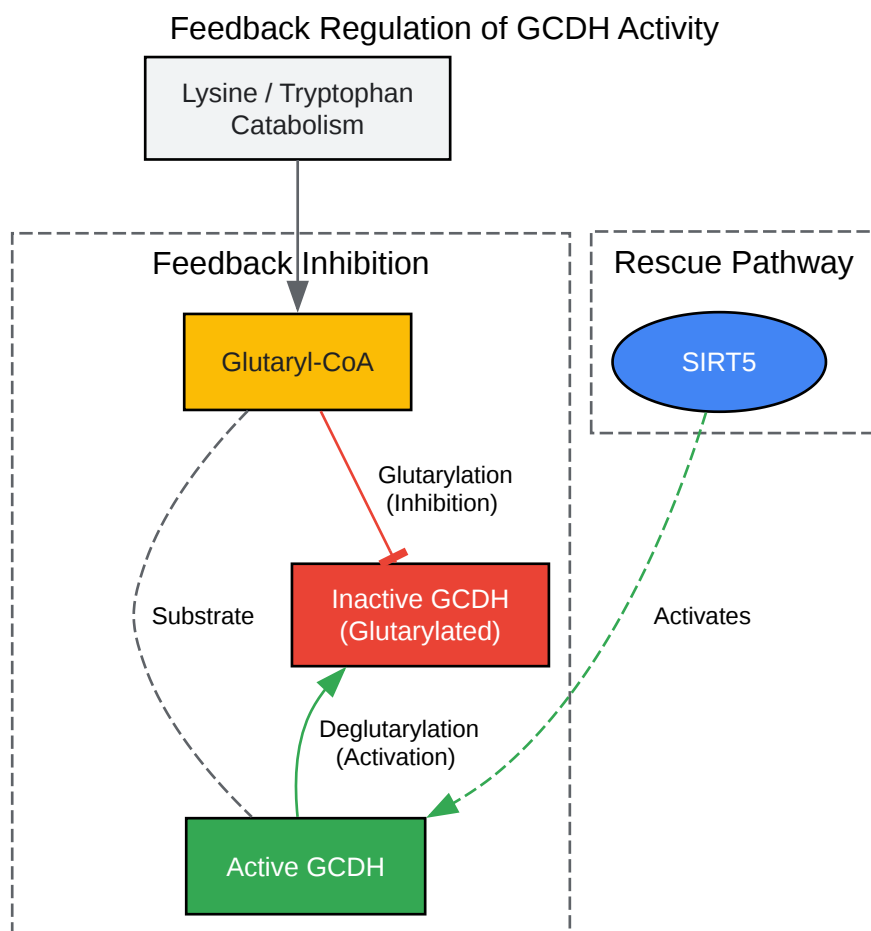 Feedback Regulation of GCDH Activity
Lysine / Tryptophan
Catabolism
Feedback Inhibition
Rescue Pathway
Glutaryl-CoA
SIRT5
Glutarylation
(Inhibition)
Inactive GCDH
(Glutarylated)
Substrate
Activates
Deglutarylation
(Activation)
Active GCDH